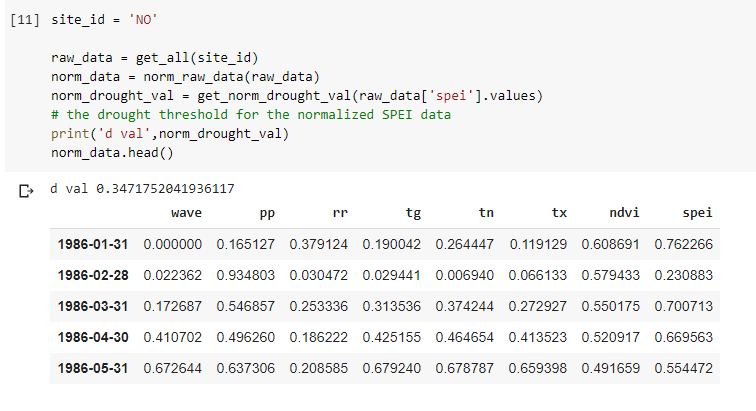 [11] site_id = 'NO'
raw_data = get_all(site_id)
norm_data = norm_raw_data(raw_data)
norm_drought_val = get_norm_drought_val(raw_data['spei'].values)
# the drought threshold for the normalized SPEI data
print('d val',norm_drought_val)
norm_data.head()
d val 0.3471752041936117
wave pp rr tg tn tx ndvi spei
1986-01-31 0.000000 0.165127 0.379124 0.190042 0.264447 0.119129 0.608691 0.762266
1986-02-28 0.022362 0.934803 0.030472 0.029441 0.006940 0.066133 0.579433 0.230883
1986-03-31 0.172687 0.546857 0.253336 0.313536 0.374244 0.272927 0.550175 0.700713
1986-04-30 0.410702 0.496260 0.186222 0.425155 0.464654 0.413523 0.520917 0.669563
1986-05-31 0.672644 0.637306 0.208585 0.679240 0.678787 0.659398 0.491659 0.554472